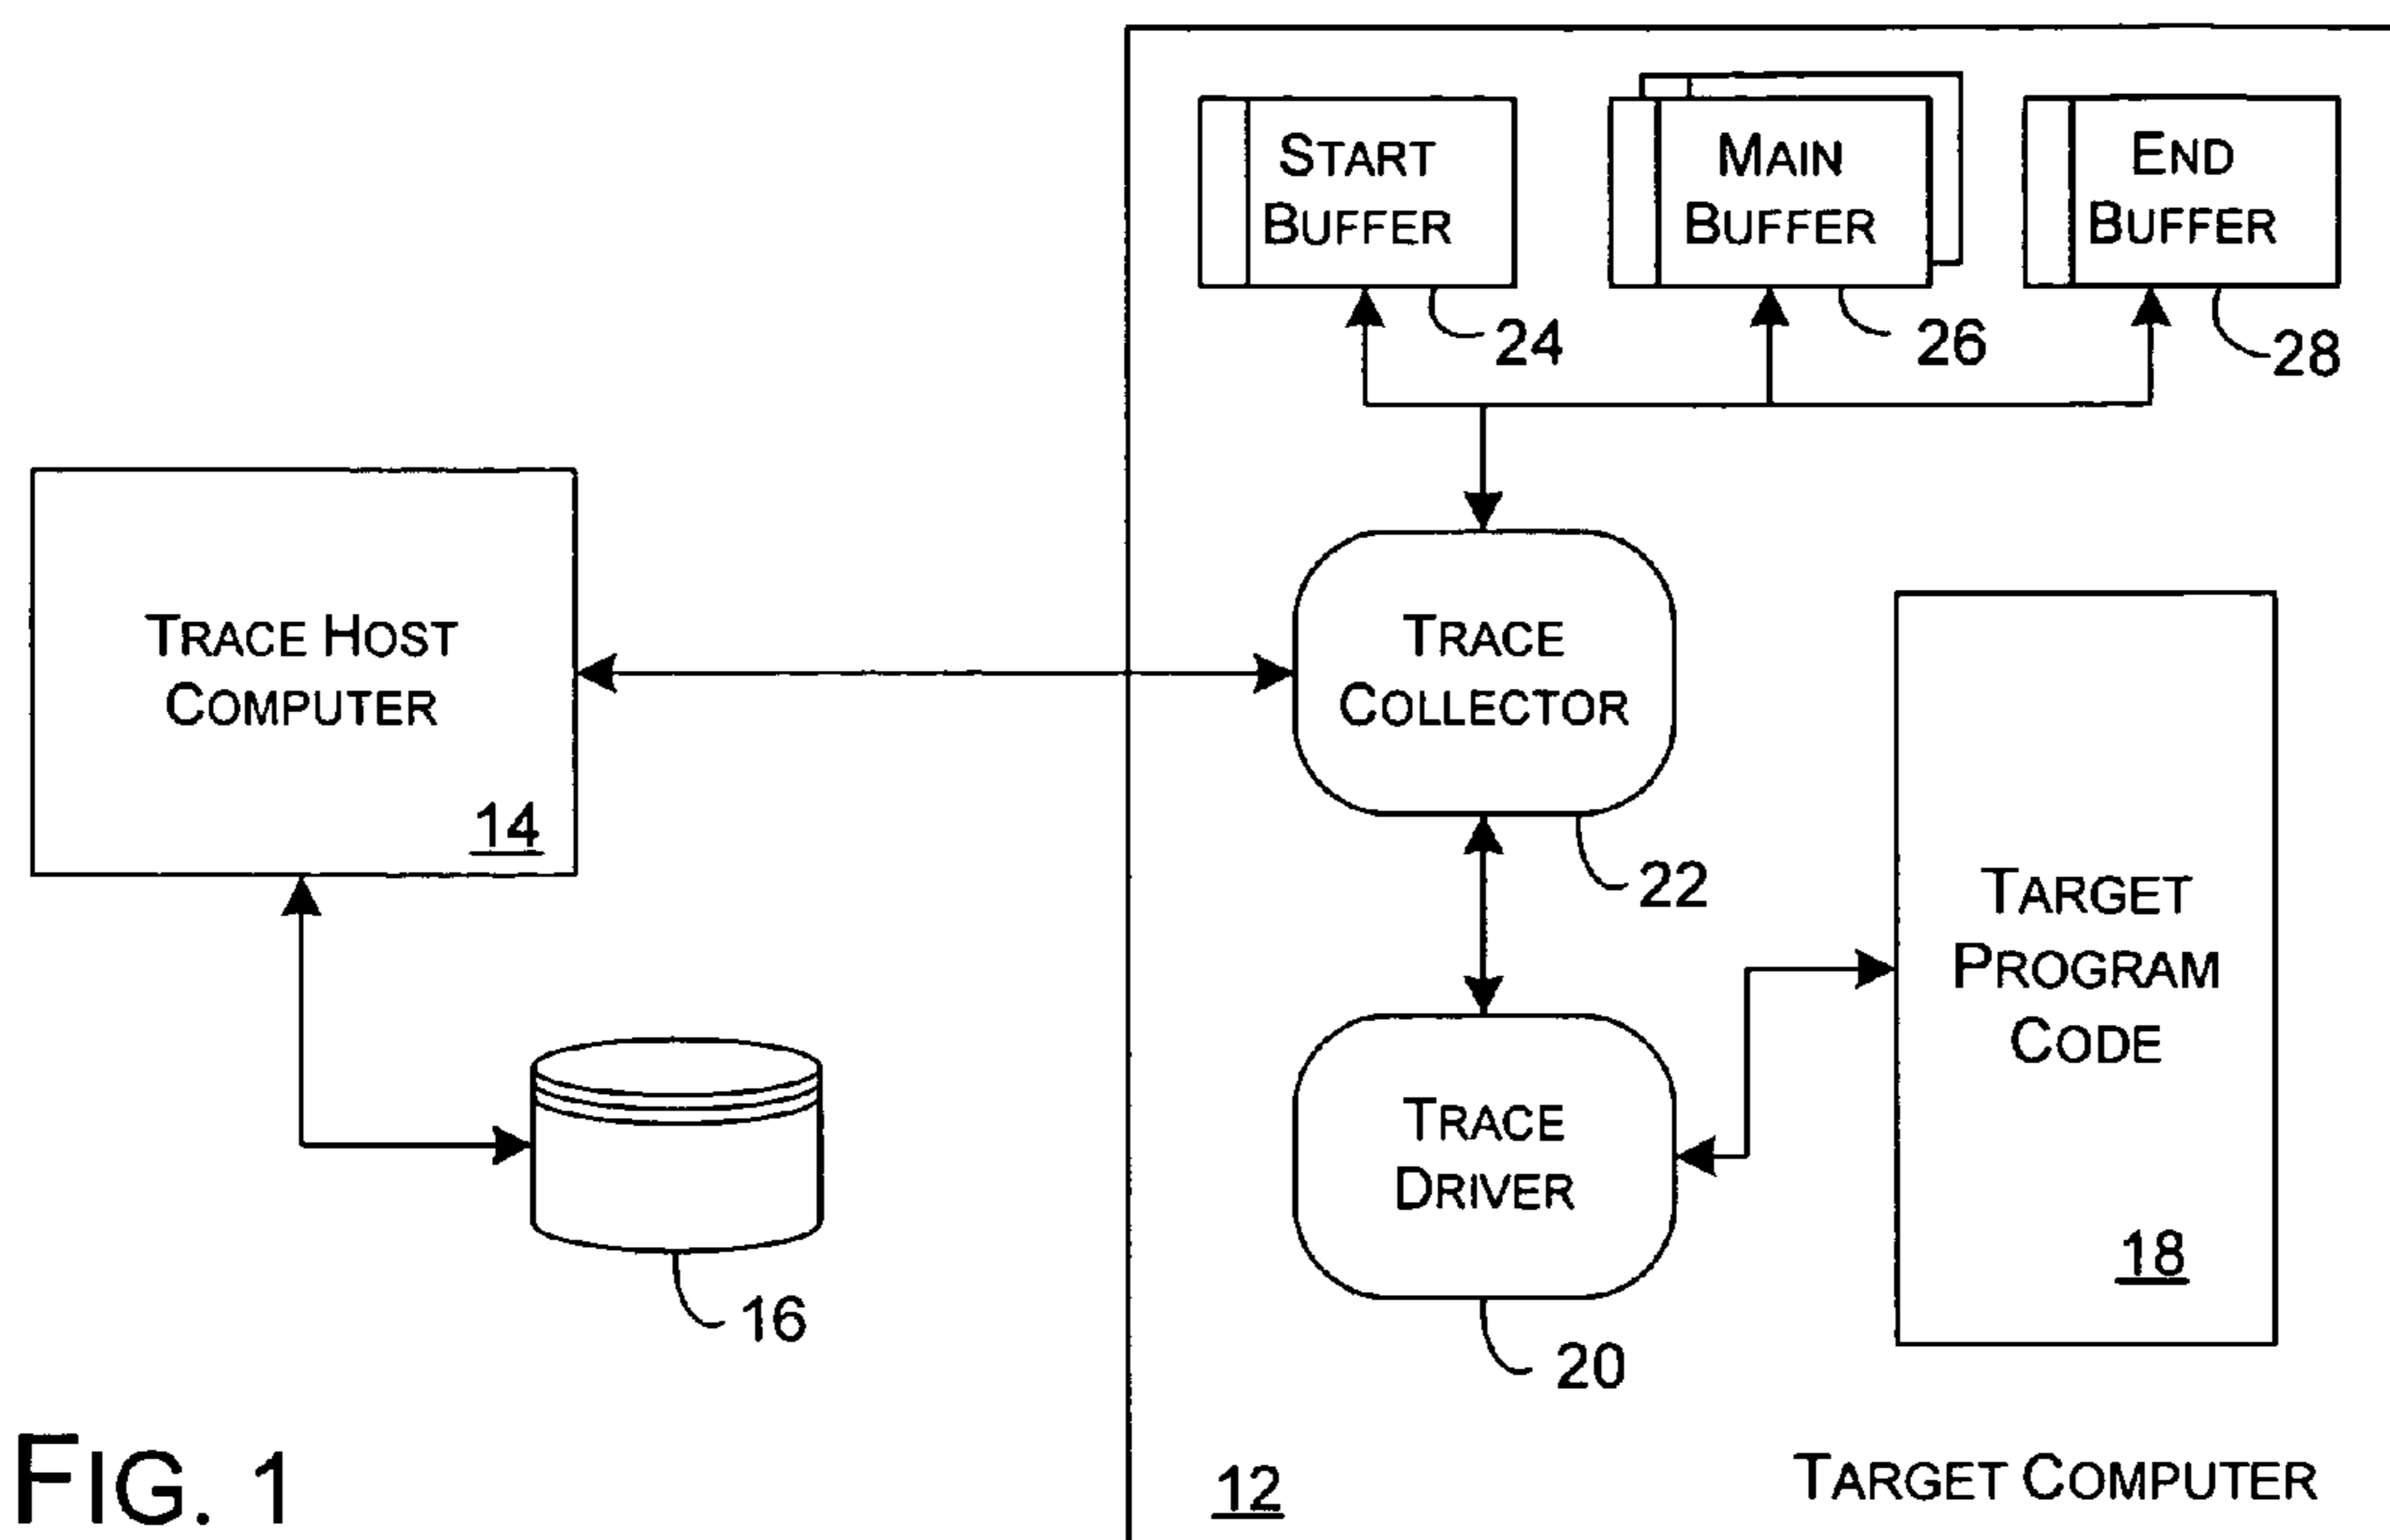 START
BUFFER
24
MAIN
BUFFER
26
END
BUFFER
28
TRACE HOST
COMPUTER
14
TRACE
COLLECTOR
22
TARGET
PROGRAM
CODE
18
TRACE
DRIVER
20
16
FIG. 1
12
TARGET COMPUTER